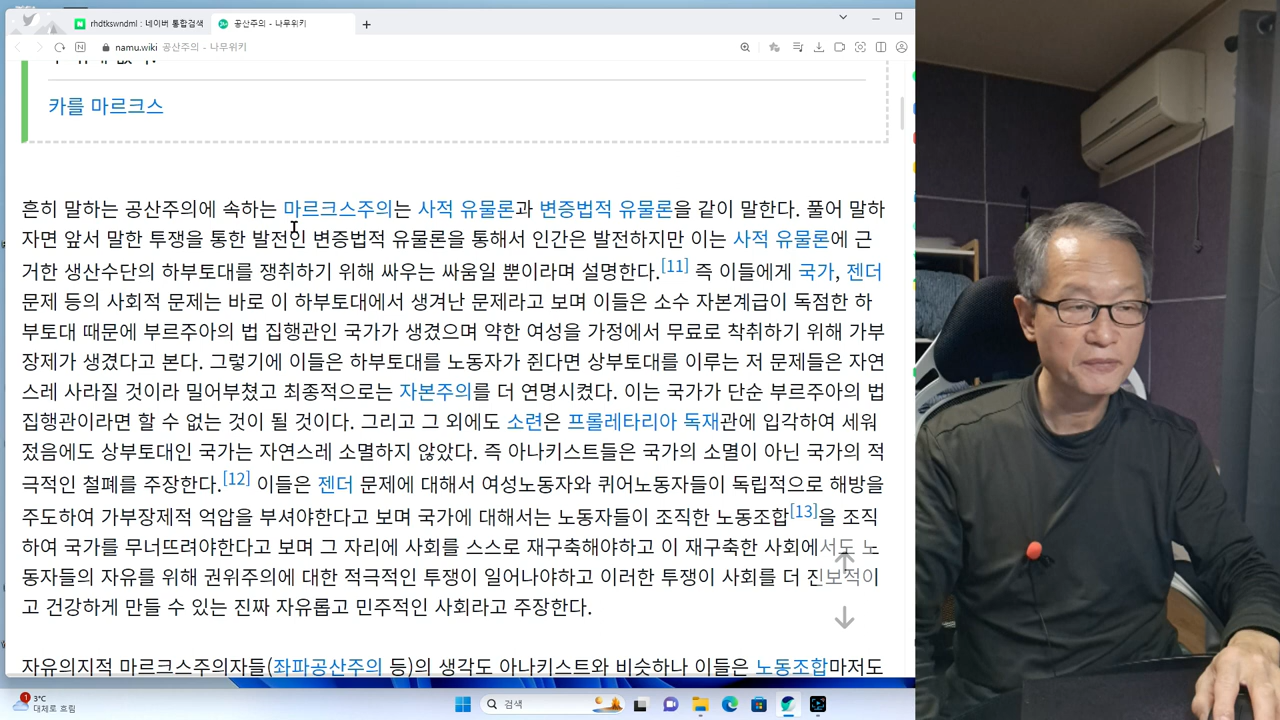 rhdtkswndml : 네이버 통합검색
공산주의 - 나무위키
namu.wiki 공산주의 - 나무위키
카를 마르크스
흔히 말하는 공산주의에 속하는 마르크스주의는 사적 유물론과 변증법적 유물론을 같이 말한다. 풀어 말하
자면 앞서 말한 투쟁을 통한 발전인 변증법적 유물론을 통해서 인간은 발전하지만 이는 사적 유물론에 근
거한 생산수단의 하부토대를 쟁취하기 위해 싸우는 싸움일 뿐이라며 설명한다.[11] 즉 이들에게 국가, 젠더
문제 등의 사회적 문제는 바로 이 하부토대에서 생겨난 문제라고 보며 이들은 소수 자본계급이 독점한 하
부토대 때문에 부르주아의 법 집행관인 국가가 생겼으며 약한 여성을 가정에서 무료로 착취하기 위해 가부
장제가 생겼다고 본다. 그렇기에 이들은 하부토대를 노동자가 쥔다면 상부토대를 이루는 저 문제들은 자연
스레 사라질 것이라 밀어부쳤고 최종적으로는 자본주의를 더 연명시켰다. 이는 국가가 단순 부르주아의 법
집행관이라면 할 수 없는 것이 될 것이다. 그리고 그 외에도 소련은 프롤레타리아 독재관에 입각하여 세워
졌음에도 상부토대인 국가는 자연스레 소멸하지 않았다. 즉 아나키스트들은 국가의 소멸이 아닌 국가의 적
극적인 철폐를 주장한다.[12] 이들은 젠더 문제에 대해서 여성노동자와 퀴어노동자들이 독립적으로 해방을
주도하여 가부장제적 억압을 부셔야한다고 보며 국가에 대해서는 노동자들이 조직한 노동조합[13]을 조직
하여 국가를 무너뜨려야한다고 보며 그 자리에 사회를 스스로 재구축해야하고 이 재구축한 사회에서도 노
동자들의 자유를 위해 권위주의에 대한 적극적인 투쟁이 일어나야하고 이러한 투쟁이 사회를 더 진보적이
고 건강하게 만들 수 있는 진짜 자유롭고 민주적인 사회라고 주장한다.
자유의지적 마르크스주의자들(좌파공산주의 등)의 생각도 아나키스트와 비슷하나 이들은 노동조합마저도
1
3°C
대체로 흐림
검색